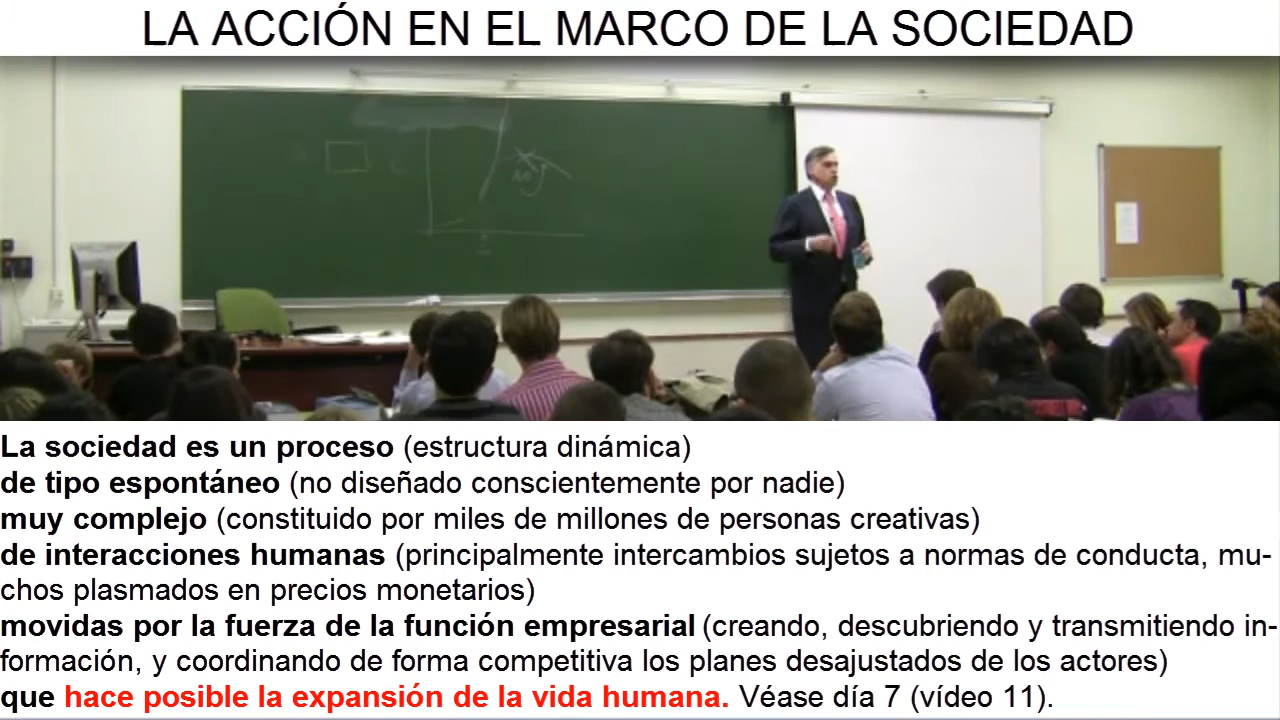 LA ACCIÓN EN EL MARCO DE LA SOCIEDAD
La sociedad es un proceso (estructura dinámica)
de tipo espontáneo (no diseñado conscientemente por nadie)
muy complejo (constituido por miles de millones de personas creativas)
de interacciones humanas (principalmente intercambios sujetos a normas de conducta, mu-
chos plasmados en precios monetarios)
movidas por la fuerza de la función empresarial (creando, descubriendo y transmitiendo in-
formación, y coordinando de forma competitiva los planes desajustados de los actores)
que hace posible la expansión de la vida humana. Véase día 7 (vídeo 11).